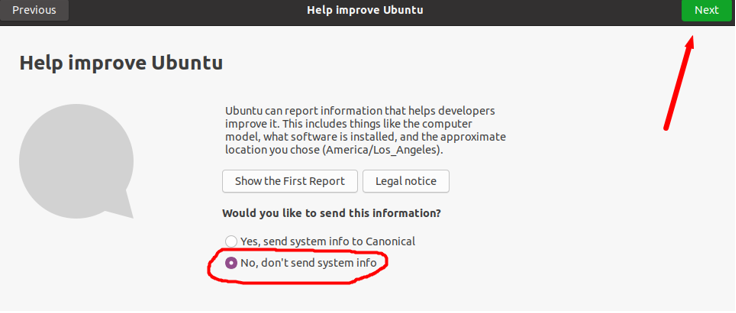 Previous
Help improve Ubuntu
Next
Help improve Ubuntu
Ubuntu can report information that helps developers
improve it. This includes things like the computer
model, what software is installed, and the approximate
location you chose (America/Los_Angeles).
Show the First Report
Legal notice
Would you like to send this information?
Yes, send system info to Canonical
No, don't send system info